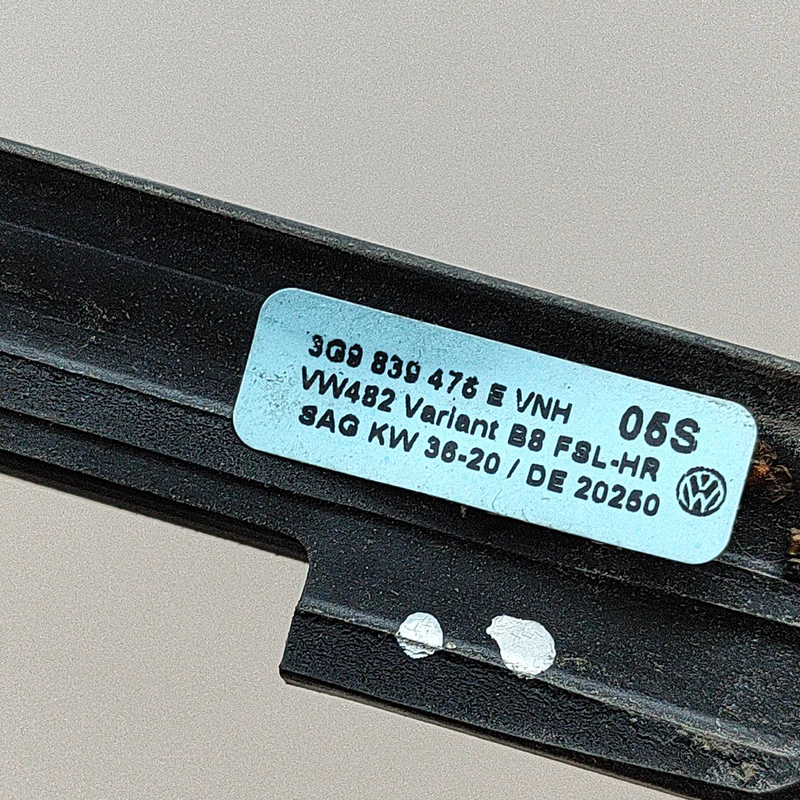 3G9 839 476 E VNH 05S
VW482 Variant B8 FSL-HR
SAG KW 36-20 / DE 20250